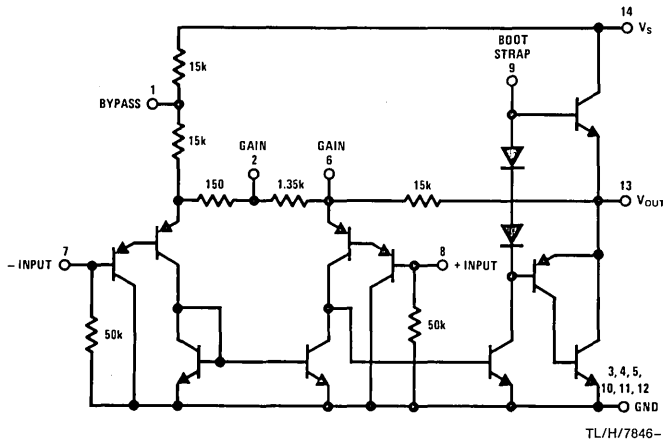 14
VS
BOOT
STRAP
9
15k
1
BYPASS
15k
GAIN
2
GAIN
6
150
1.35k
15k
13
VOUT
7
− INPUT
8
+ INPUT
50k
50k
3, 4, 5,
10, 11, 12
GND
TL/H/7846–